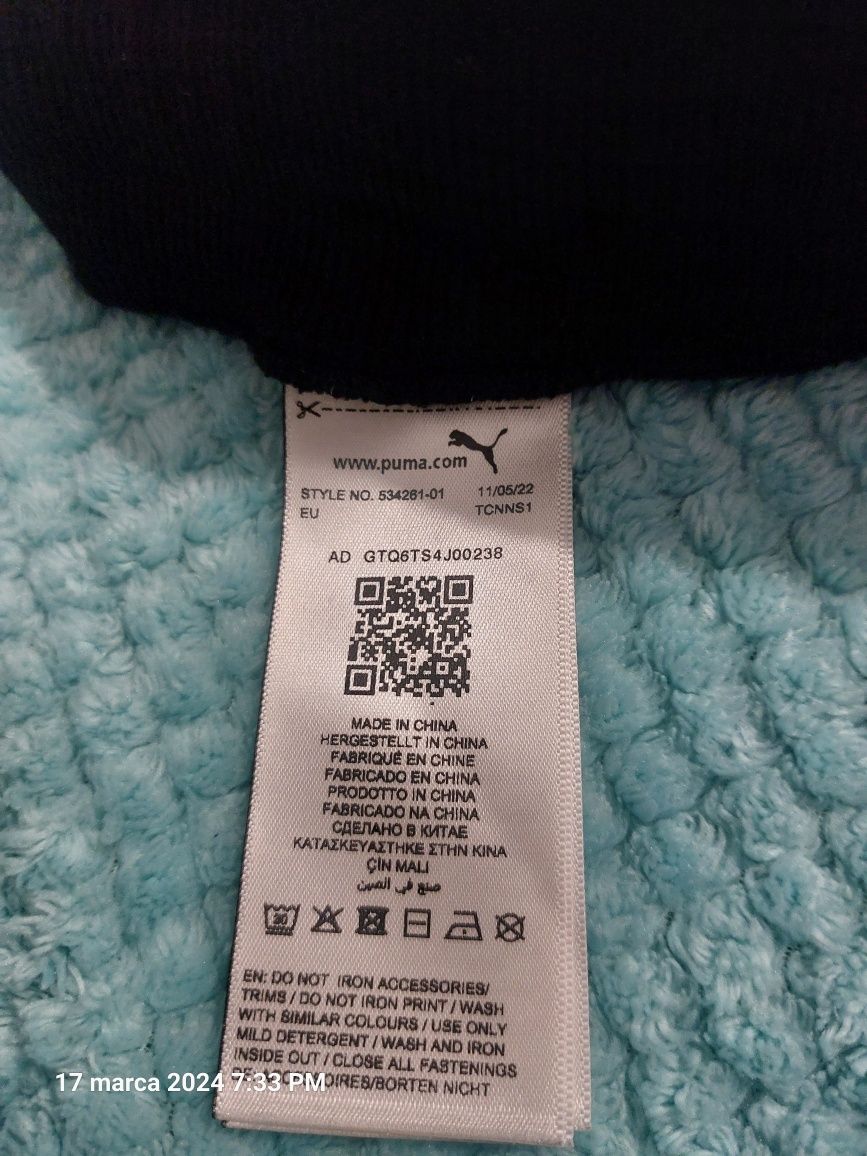 www.puma.com
STYLE NO. 534261-01 11/05/22
EU TCNNS1
AD GTQ6TS4J00238
MADE IN CHINA
HERGESTELLT IN CHINA
FABRIQUÉ EN CHINE
FABRICADO EN CHINA
PRODOTTO IN CHINA
FABRICADO NA CHINA
СДЕЛАНО В КИТАЕ
ΚΑΤΑΣΚΕΥΑΣΤΗΚΕ ΣΤΗΝ ΚΙΝΑ
ÇİN MALI
صنع في الصين
30
EN: DO NOT IRON ACCESSORIES/
TRIMS / DO NOT IRON PRINT / WASH
WITH SIMILAR COLOURS / USE ONLY
MILD DETERGENT / WASH AND IRON
INSIDE OUT / CLOSE ALL FASTENINGS
17 marca 2024 7:33 PM
/BORTEN NICHT